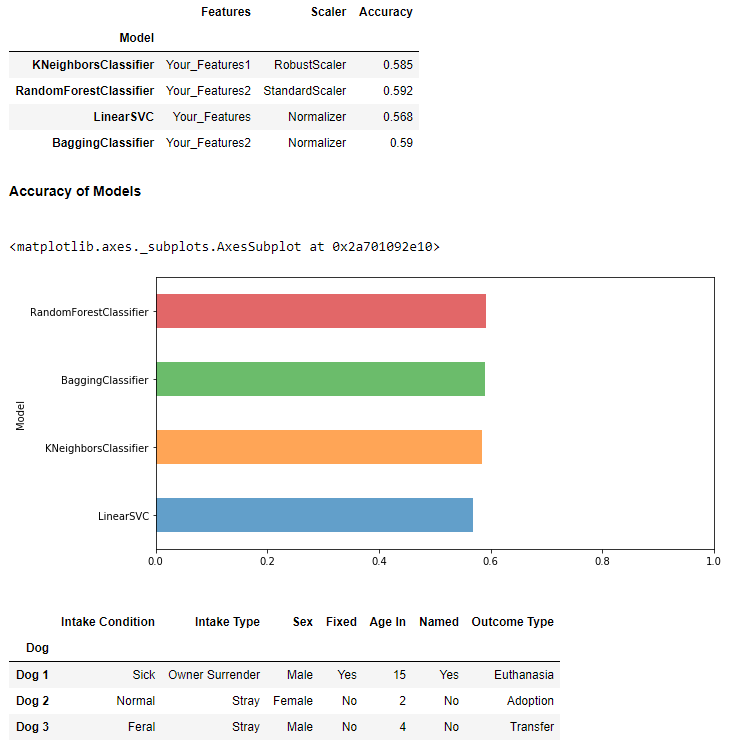 Features Scaler Accuracy
Model
KNeighborsClassifier Your_Features1 RobustScaler 0.585
RandomForestClassifier Your_Features2 StandardScaler 0.592
LinearSVC Your_Features Normalizer 0.568
BaggingClassifier Your_Features2 Normalizer 0.59
Accuracy of Models
<matplotlib.axes._subplots.AxesSubplot at 0x2a701092e10>
RandomForestClassifier
BaggingClassifier
Model
KNeighborsClassifier
LinearSVC
0.0 0.2 0.4 0.6 0.8 1.0
Intake Condition Intake Type Sex Fixed Age In Named Outcome Type
Dog
Dog 1 Sick Owner Surrender Male Yes 15 Yes Euthanasia
Dog 2 Normal Stray Female No 2 No Adoption
Dog 3 Feral Stray Male No 4 No Transfer